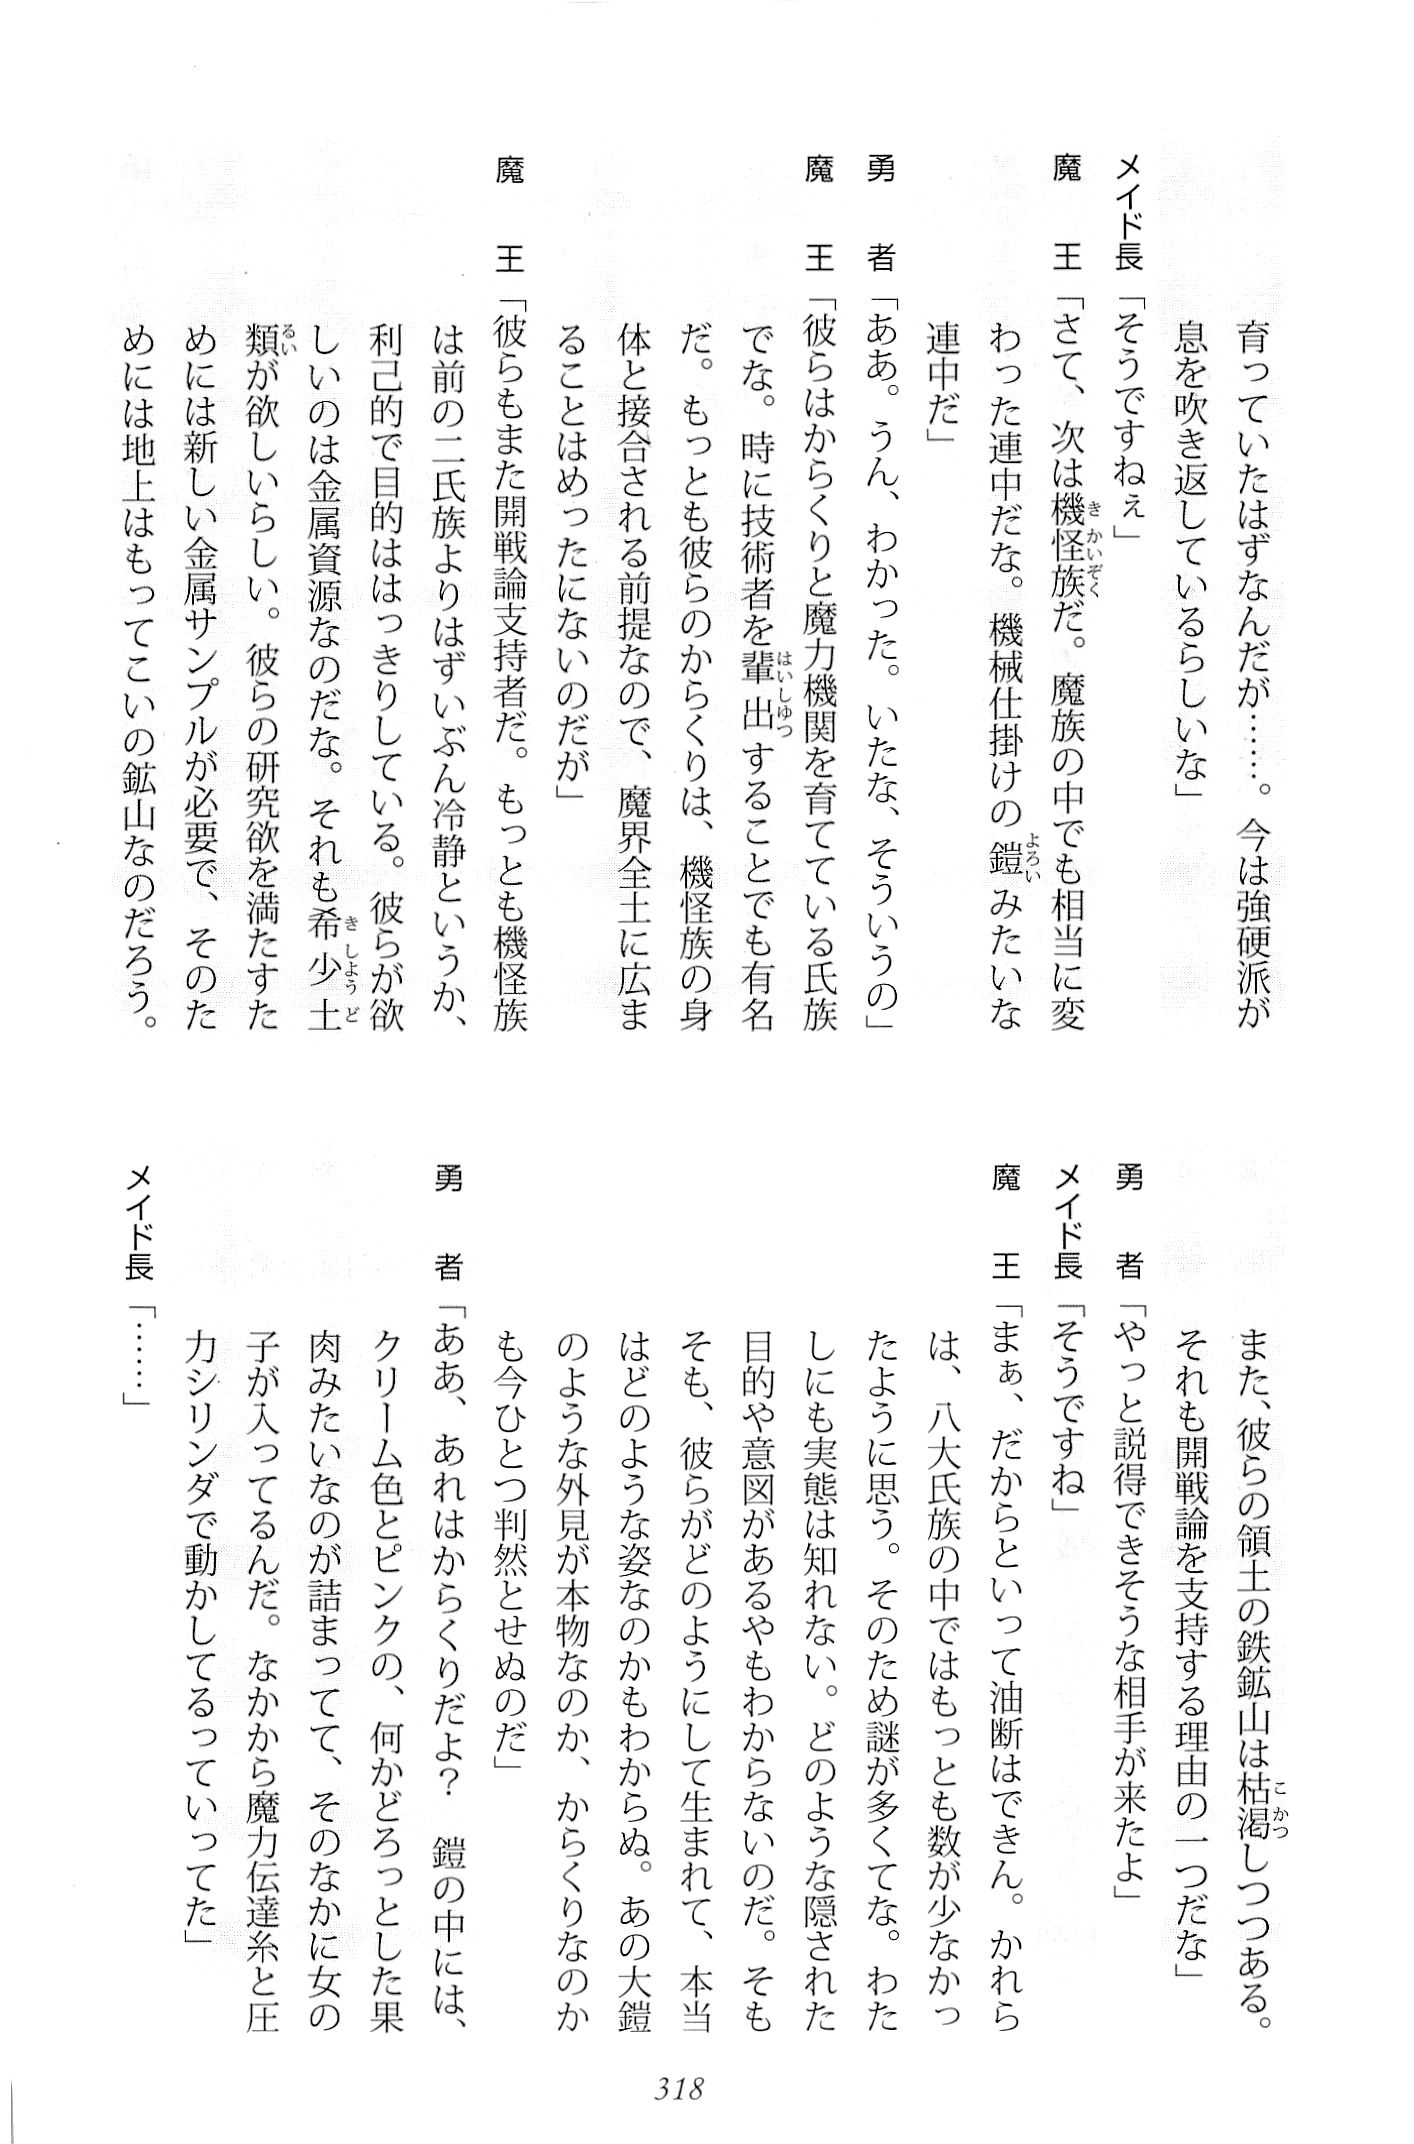 育っていたはずなんだが……。今は強硬派が
息を吹き返しているらしいな」
メイド長「そうですねぇ」
魔　王「さて、次は機怪族だ。魔族の中でも相当に変
わった連中だな。機械仕掛けの鎧みたいな
連中だ」
勇　者「ああ。うん、わかった。いたな、そういうの」
魔　王「彼らはからくりと魔力機関を育てている氏族
でな。時に技術者を輩出することでも有名
だ。もっとも彼らのからくりは、機怪族の身
体と接合される前提なので、魔界全土に広ま
ることはめったにないのだが」
魔　王「彼らもまた開戦論支持者だ。もっとも機怪族
は前の二氏族よりはずいぶん冷静というか、
利己的で目的ははっきりしている。彼らが欲
しいのは金属資源なのだな。それも希少土
類が欲しいらしい。彼らの研究欲を満たすた
めには新しい金属サンプルが必要で、そのた
めには地上はもってこいの鉱山なのだろう。
また、彼らの領土の鉄鉱山は枯渇しつつある。
それも開戦論を支持する理由の一つだな」
勇　者「やっと説得できそうな相手が来たよ」
メイド長「そうですね」
魔　王「まぁ、だからといって油断はできん。かれら
は、八大氏族の中ではもっとも数が少なかっ
たように思う。そのため謎が多くてな。わた
しにも実態は知れない。どのような隠された
目的や意図があるやもわからないのだ。そも
そも、彼らがどのようにして生まれて、本当
はどのような姿なのかもわからぬ。あの大鎧
のような外見が本物なのか、からくりなのか
も今ひとつ判然とせぬのだ」
勇　者「ああ、あれはからくりだよ？　鎧の中には、
クリーム色とピンクの、何かどろっとした果
肉みたいなのが詰まってて、そのなかに女の
子が入ってるんだ。なかから魔力伝達糸と圧
力シリンダで動かしてるっていってた」
メイド長「……」
318